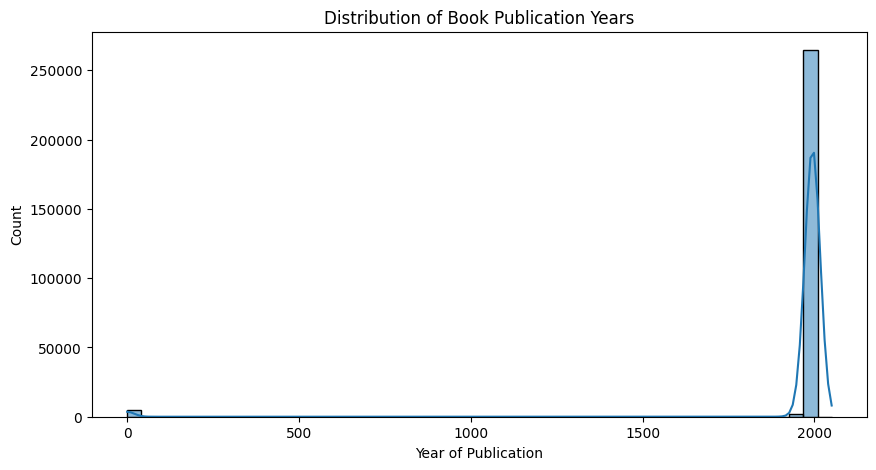 Distribution of Book Publication Years
250000
200000
150000
100000
50000
0
Count
0 500 1000 1500 2000
Year of Publication